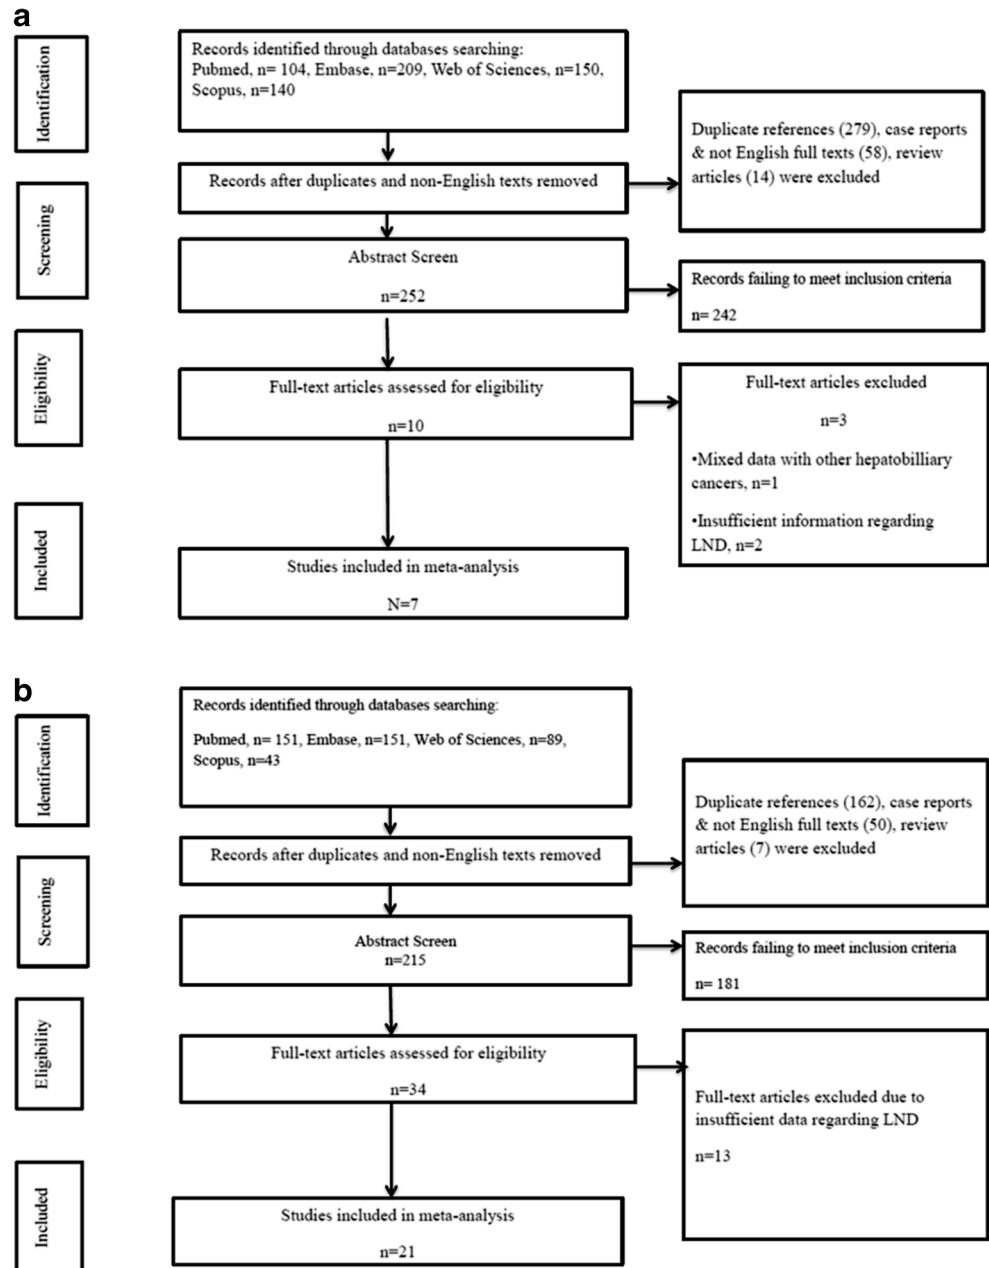 a
Identification
Records identified through databases searching:
Pubmed, n= 104, Embase, n=209, Web of Sciences, n=150,
Scopus, n=140
Duplicate references (279), case reports
& not English full texts (58), review
articles (14) were excluded
Records after duplicates and non-English texts removed
Screening
Abstract Screen
n=252
Records failing to meet inclusion criteria
n= 242
Eligibility
Full-text articles assessed for eligibility
n=10
Full-text articles excluded
n=3
•Mixed data with other hepatobilliary
cancers, n=1
•Insufficient information regarding
LND, n=2
Included
Studies included in meta-analysis
N=7
b
Identification
Records identified through databases searching:
Pubmed, n= 151, Embase, n=151, Web of Sciences, n=89,
Scopus, n=43
Duplicate references (162), case reports
& not English full texts (50), review
articles (7) were excluded
Records after duplicates and non-English texts removed
Screening
Abstract Screen
n=215
Records failing to meet inclusion criteria
n= 181
Eligibility
Full-text articles assessed for eligibility
n=34
Full-text articles excluded due to
insufficient data regarding LND
n=13
Included
Studies included in meta-analysis
n=21